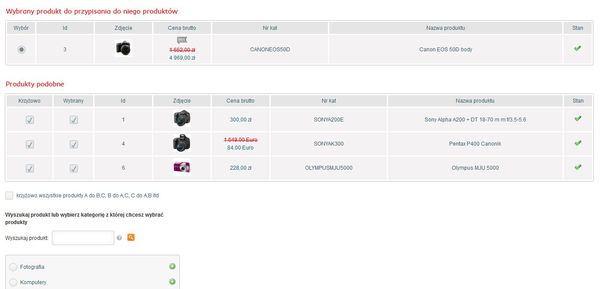 Wybrany produkt do przypisania do niego produktów
Wybór Id Zdjęcie Cena brutto Nr kat Nazwa produktu Stan
3 1 652,00 zł CANONEOS50D Canon EOS 50D body
4 969,00 zł
Produkty podobne
Krzyżowo Wybrany Id Zdjęcie Cena brutto Nr kat Nazwa produktu Stan
1 300,00 zł SONYA200E Sony Alpha A200 + DT 18-70 m m f/3.5-5.6
4 1 649.00 Euro SONYAK300 Pentax P400 Canonik
84.00 Euro
6 228,00 zł OLYMPUSMJU5000 Olympus MJU 5000
krzyżowo wszystkie produkty A do B,C, B do A,C, C do A,B itd
Wyszukaj produkt lub wybierz kategorię z której chcesz wybrać
produkty
Wyszukaj produkt:
Fotografia
Komputery